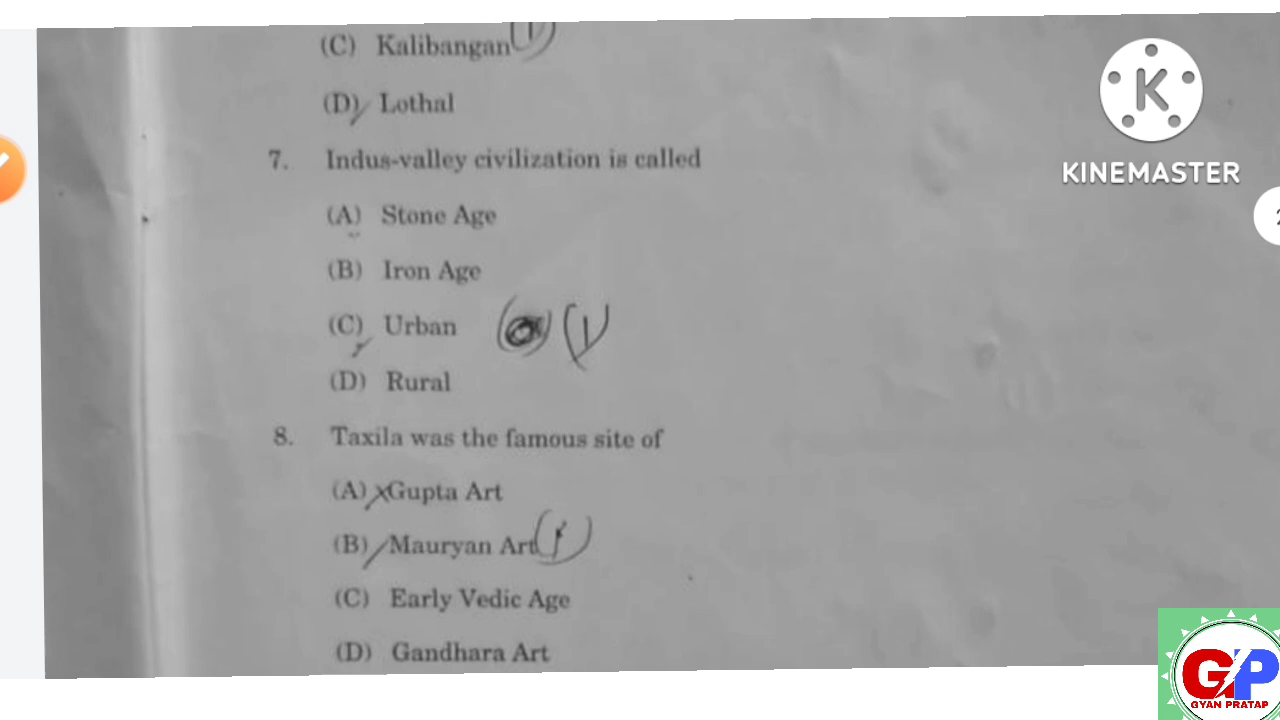 (C) Kalibangan
(D) Lothal
7. Indus-valley civilization is called
(A) Stone Age
(B) Iron Age
(C) Urban
(D) Rural
8. Taxila was the famous site of
(A) Gupta Art
(B) Mauryan Art
(C) Early Vedic Age
(D) Gandhara Art
K
KINEMASTER
GP
GYAN PRATAP